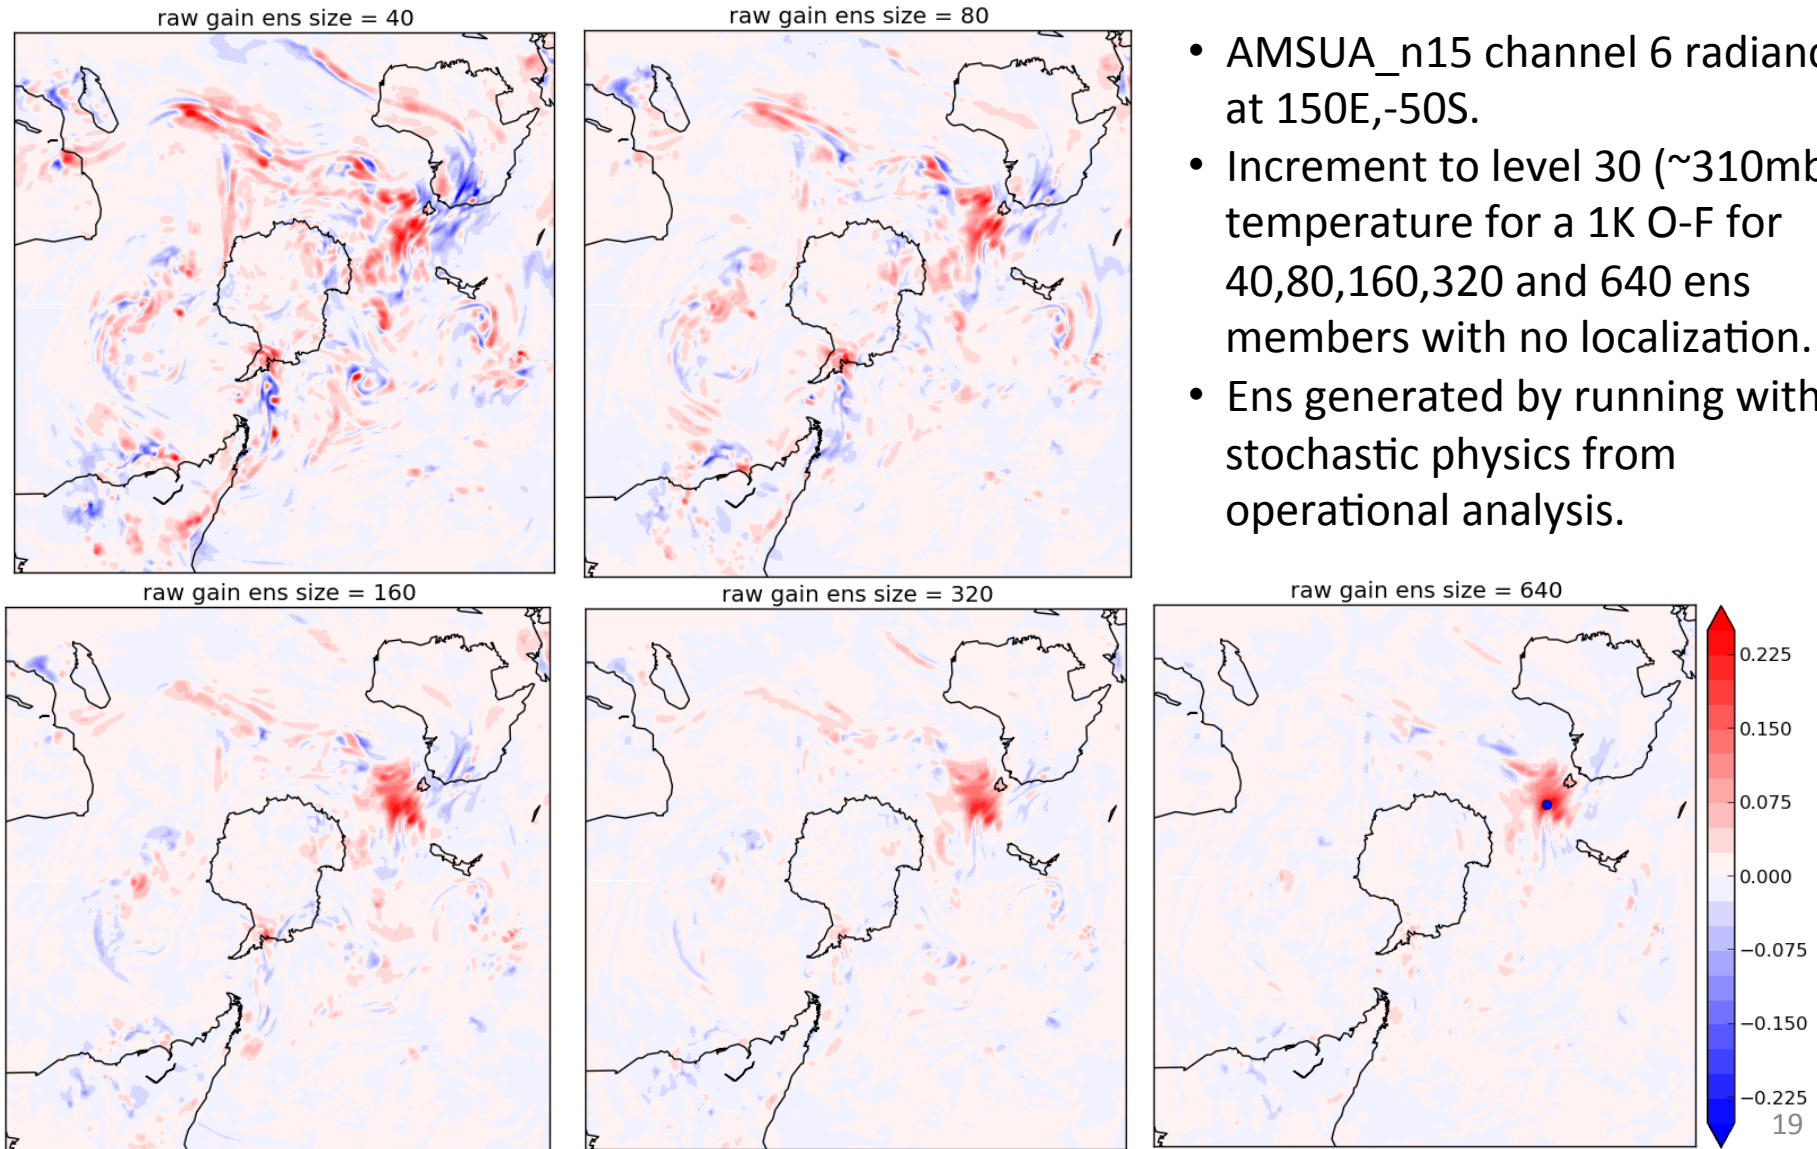 raw gain ens size = 40
raw gain ens size = 80
• AMSUA_n15 channel 6 radianc
at 150E,-50S.
• Increment to level 30 (~310mb
temperature for a 1K O-F for
40,80,160,320 and 640 ens
members with no localization.
• Ens generated by running with
stochastic physics from
operational analysis.
raw gain ens size = 160
raw gain ens size = 320
raw gain ens size = 640
0.225
0.150
0.075
0.000
−0.075
−0.150
−0.225
19